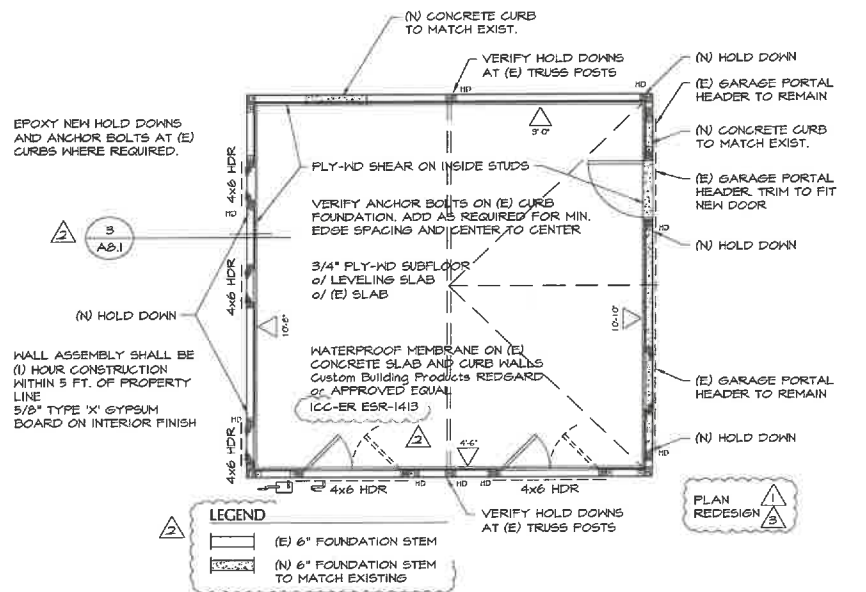 (N) CONCRETE CURB
TO MATCH EXIST.
VERIFY HOLD DOWNS
AT (E) TRUSS POSTS
(N) HOLD DOWN
(E) GARAGE PORTAL
HEADER TO REMAIN
(N) CONCRETE CURB
TO MATCH EXIST.
(E) GARAGE PORTAL
HEADER. TRIM TO FIT
NEW DOOR
(N) HOLD DOWN
(E) GARAGE PORTAL
HEADER TO REMAIN
(N) HOLD DOWN
EPOXY NEW HOLD DOWNS
AND ANCHOR BOLTS AT (E)
CURBS WHERE REQUIRED.
HD
HD
9'-0"
4x6 HDR
HD
PLY-WD SHEAR ON INSIDE STUDS
VERIFY ANCHOR BOLTS ON (E) CURB
FOUNDATION. ADD AS REQUIRED FOR MIN.
EDGE SPACING AND CENTER TO CENTER
HD
2
3
A8.1
3/4" PLY-WD SUBFLOOR
o/ LEVELING SLAB
o/ (E) SLAB
4x6 HDR
(N) HOLD DOWN
10'-10"
WALL ASSEMBLY SHALL BE
(1) HOUR CONSTRUCTION
WITHIN 5 FT. OF PROPERTY
LINE
5/8" TYPE 'X' GYPSUM
BOARD ON INTERIOR FINISH
WATERPROOF MEMBRANE ON (E)
CONCRETE SLAB AND CURB WALLS
Custom Building Products REDGARD
or APPROVED EQUAL
ICC-ER ESR-1413
2
HD
4x6 HDR
4'-6"
HD
4x6 HDR
HD
HD
HD
4x6 HDR
HD
VERIFY HOLD DOWNS
AT (E) TRUSS POSTS
PLAN
REDESIGN
1
3
2
LEGEND
(E) 6" FOUNDATION STEM
(N) 6" FOUNDATION STEM
TO MATCH EXISTING